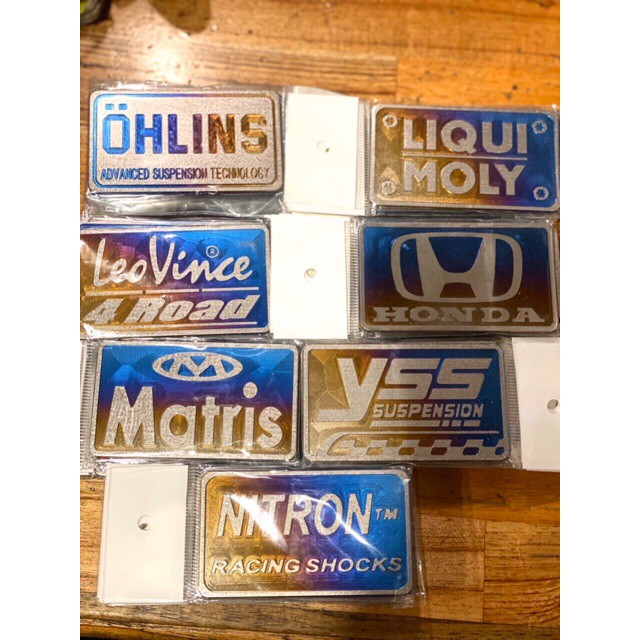 ÖHLINS
ADVANCED SUSPENSION TECHNOLOGY
LIQUI
MOLY
LeoVince®
4 Road
HONDA
M
Matris
YSS
SUSPENSION
NITRON™
RACING SHOCKS